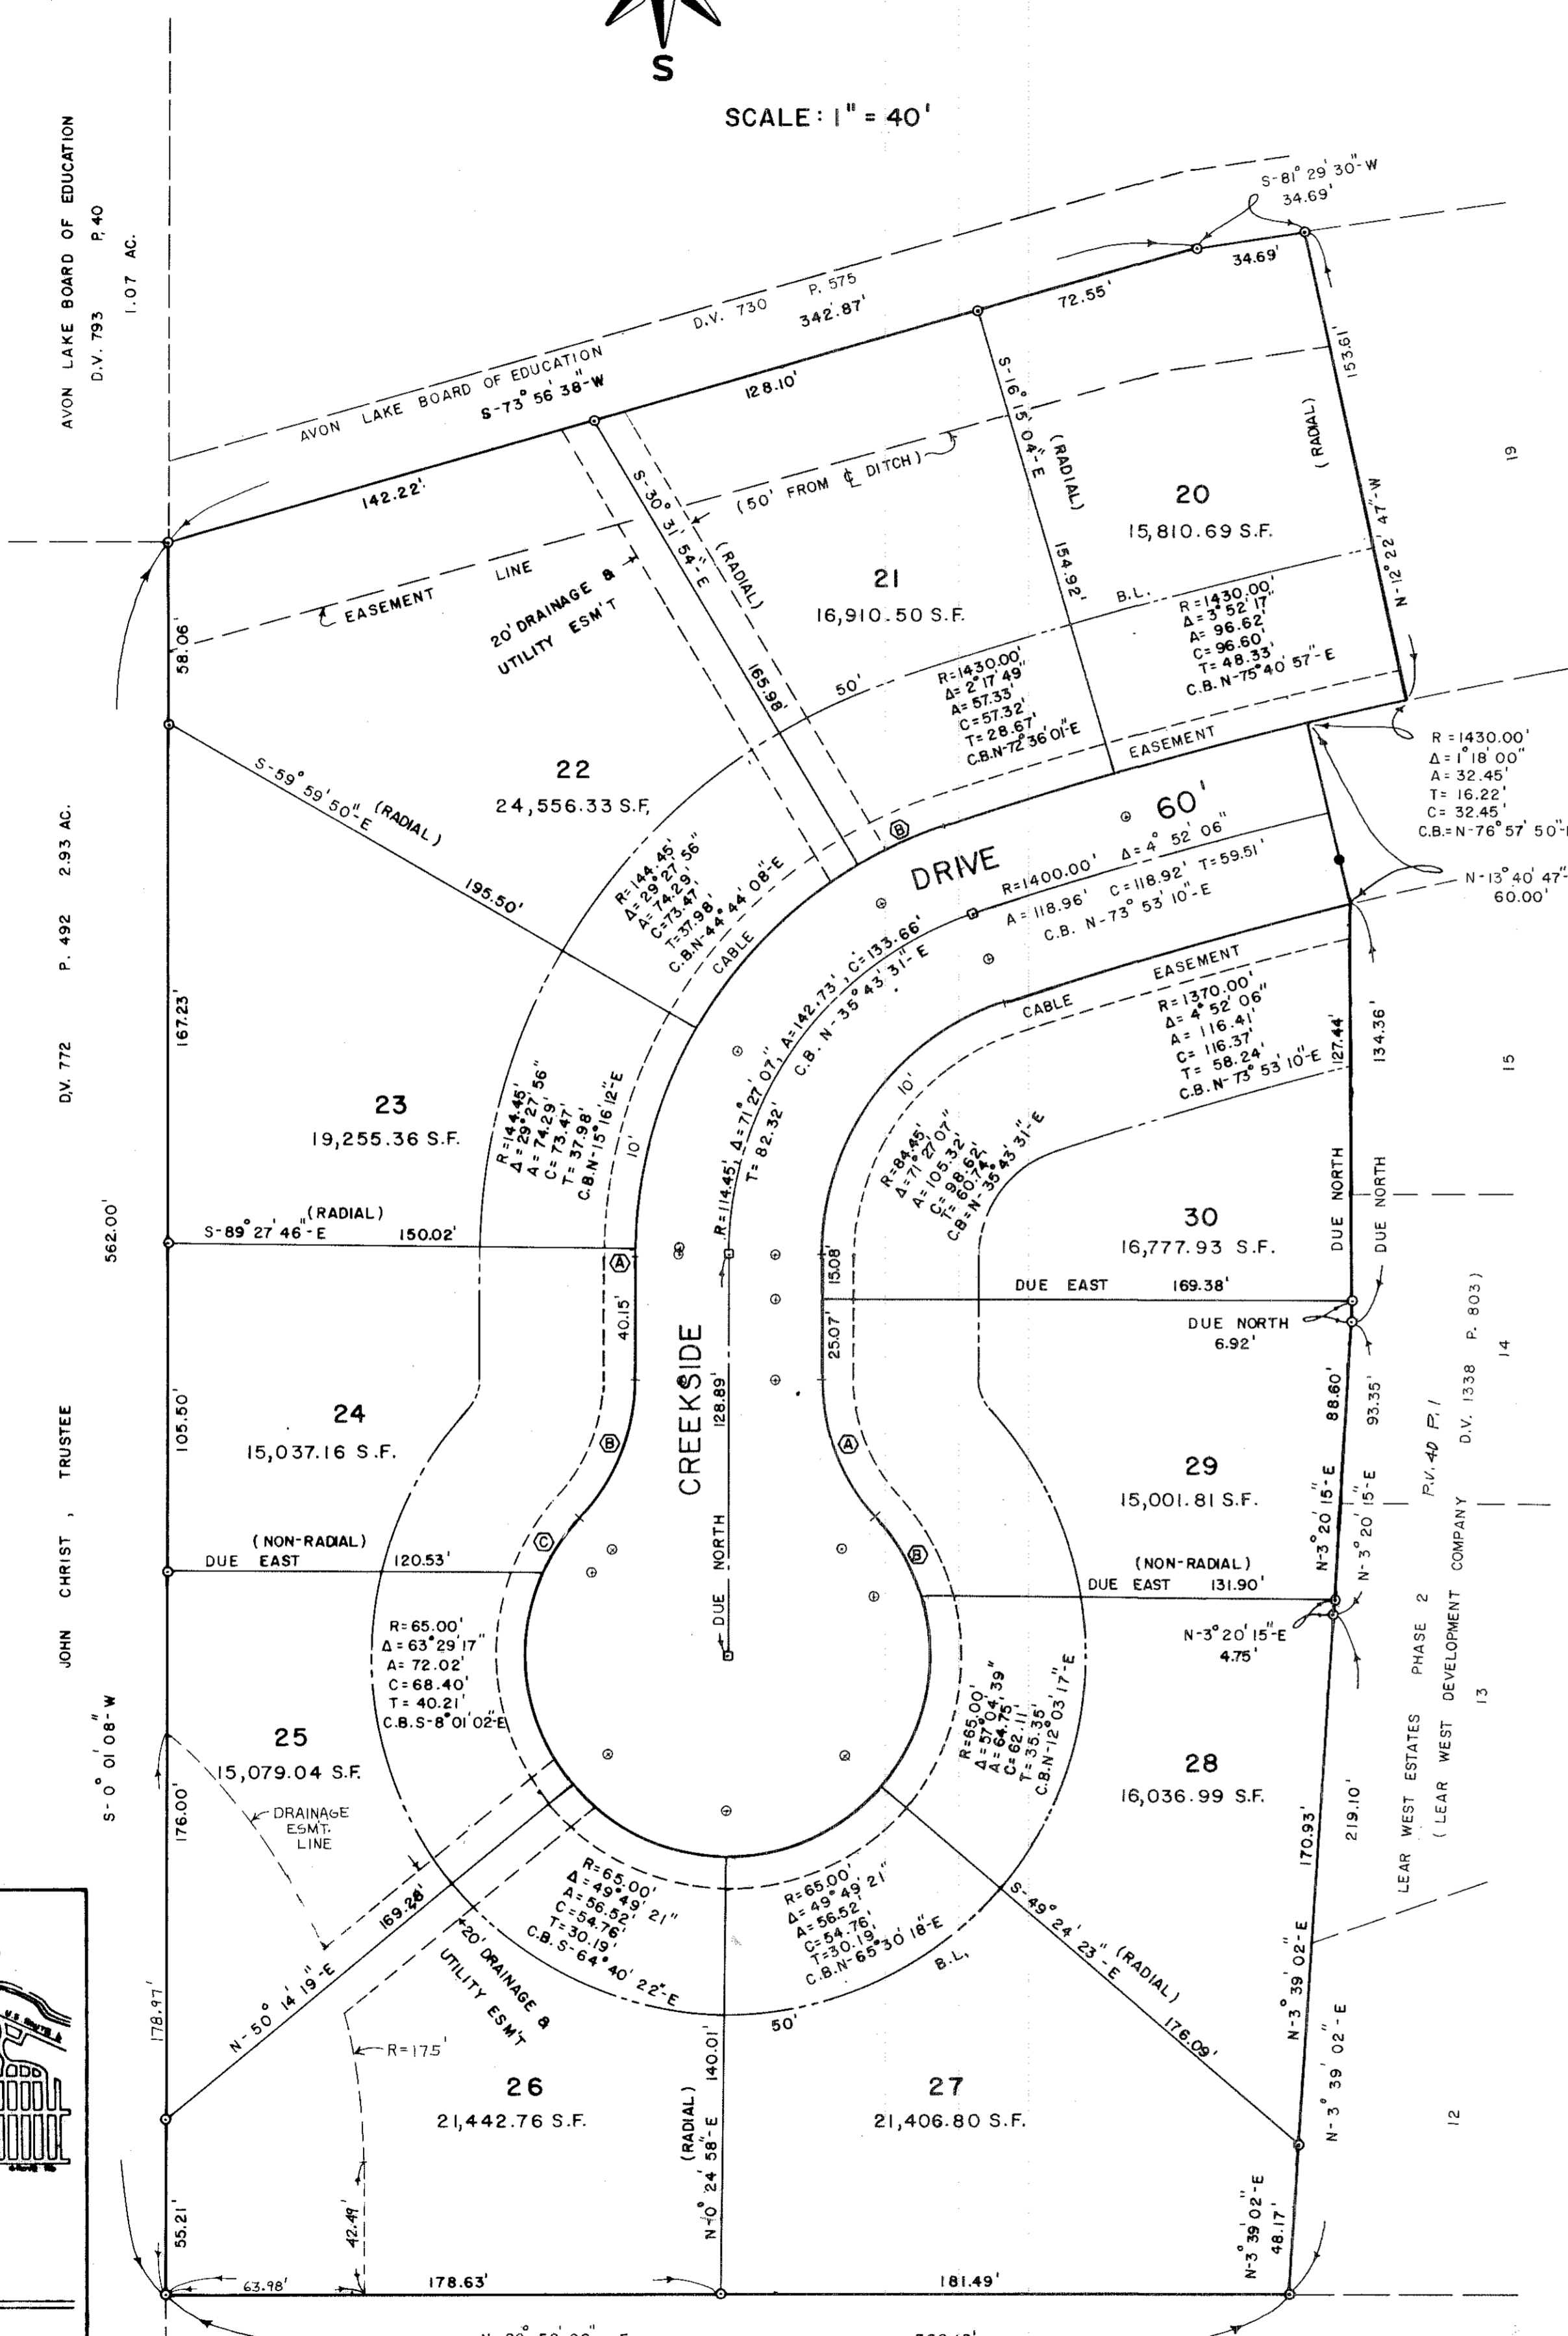 S
SCALE: 1" = 40'
AVON LAKE BOARD OF EDUCATION
D.V. 793 P. 40
1.07 AC.
S-81° 29' 30"-W
34.69'
34.69'
D.V. 730 P. 575
342.87'
72.55'
AVON LAKE BOARD OF EDUCATION
S-73° 56' 38"-W
128.10'
142.22'
153.61'
(RADIAL)
N-12° 22' 47"-W
19
S-16° 15' 04"-E
(RADIAL)
154.92'
20
15,810.69 S.F.
(50' FROM ℄ DITCH)
S-30° 31' 54"-E
(RADIAL)
165.98'
EASEMENT LINE
20' DRAINAGE &
UTILITY ESM'T
58.06'
21
16,910.50 S.F.
B.L.
50'
R=1430.00'
Δ= 3° 52' 17"
A= 96.62'
C= 96.60'
T= 48.33'
C.B. N-75° 40' 57"-E
R=1430.00'
Δ= 2° 17' 49"
A= 57.33'
C=57.32'
T= 28.67'
C.B.N-72° 36' 01"-E
EASEMENT
R =1430.00'
Δ= 1° 18' 00"
A= 32.45'
T= 16.22'
C= 32.45'
C.B.= N-76° 57' 50"-
N-13° 40' 47"-
60.00'
22
24,556.33 S.F.
S-59° 59' 50"-E (RADIAL)
195.50'
R= 144.45'
Δ= 29° 27' 56"
A= 74.29'
C= 73.47'
T= 37.98'
C.B.N-44° 44' 08"-E
CABLE
B
DRIVE
60'
R=1400.00' Δ= 4° 52' 06"
A= 118.96' C=118.92' T=59.51'
C.B. N-73° 53' 10"-E
R=114.45', Δ= 71° 27' 07", A=142.73', C=133.66'
T= 82.32'
C.B. N-35° 43' 31"-E
CABLE EASEMENT
R=1370.00'
Δ= 4° 52' 06"
A= 116.41'
C= 116.37'
T= 58.24'
C.B.N-73° 53' 10"-E
127.44'
134.36'
15
D.V. 772 P. 492 2.93 AC.
167.23'
23
19,255.36 S.F.
R=144.45'
Δ= 29° 27' 56"
A= 74.29'
C= 73.47'
T= 37.98'
C.B.N-15° 16' 12"-E
10'
10'
R=84.45'
Δ=71° 27' 07"
A= 105.32'
C= 98.62'
T= 60.74'
C.B.=N-35° 43' 31"-E
DUE NORTH
DUE NORTH
562.00'
(RADIAL)
S-89° 27' 46"-E 150.02'
A
40.15'
15.08'
30
16,777.93 S.F.
DUE EAST 169.38'
25.07'
DUE NORTH
6.92'
CREEKSIDE
128.89'
DUE NORTH
24
15,037.16 S.F.
105.50'
B
A
29
15,001.81 S.F.
88.60'
93.35'
N-3° 20' 15"-E
N-3° 20' 15"-E
14
P.V. 40 P. 1
JOHN CHRIST , TRUSTEE
(NON-RADIAL)
DUE EAST 120.53'
C
B
(NON-RADIAL)
DUE EAST 131.90'
N-3° 20' 15"-E
4.75'
LEAR WEST ESTATES PHASE 2
( LEAR WEST DEVELOPMENT COMPANY D.V. 1338 P. 803)
13
R=65.00'
Δ= 63° 29' 17"
A= 72.02'
C= 68.40'
T= 40.21'
C.B.S-8° 01' 02"-E
R=65.00'
Δ= 57° 04' 39"
A= 64.75'
C= 62.11'
T= 35.35'
C.B.N-12° 03' 17"-E
S-0° 01' 08"-W
25
15,079.04 S.F.
DRAINAGE
ESM'T.
LINE
176.00'
28
16,036.99 S.F.
170.93'
219.10'
N-50° 14' 19"-E
169.28'
R=65.00'
Δ= 49° 49' 21"
A= 56.52'
C=54.76'
T=30.19'
C.B. S-64° 40' 22"-E
R=65.00'
Δ= 49° 49' 21"
A= 56.52'
C=54.76'
T=30.19'
C.B.N-65° 30' 18"-E
B.L.
50'
S-49° 24' 23"-E (RADIAL)
176.09'
N-3° 39' 02"-E
N-3° 39' 02"-E
12
178.97'
20' DRAINAGE &
UTILITY ESM'T
R=175'
140.01'
(RADIAL)
N-0° 24' 58"-E
26
21,442.76 S.F.
27
21,406.80 S.F.
55.21'
42.49'
N-3° 39' 02"-E
48.17'
63.98'
178.63'
181.49'